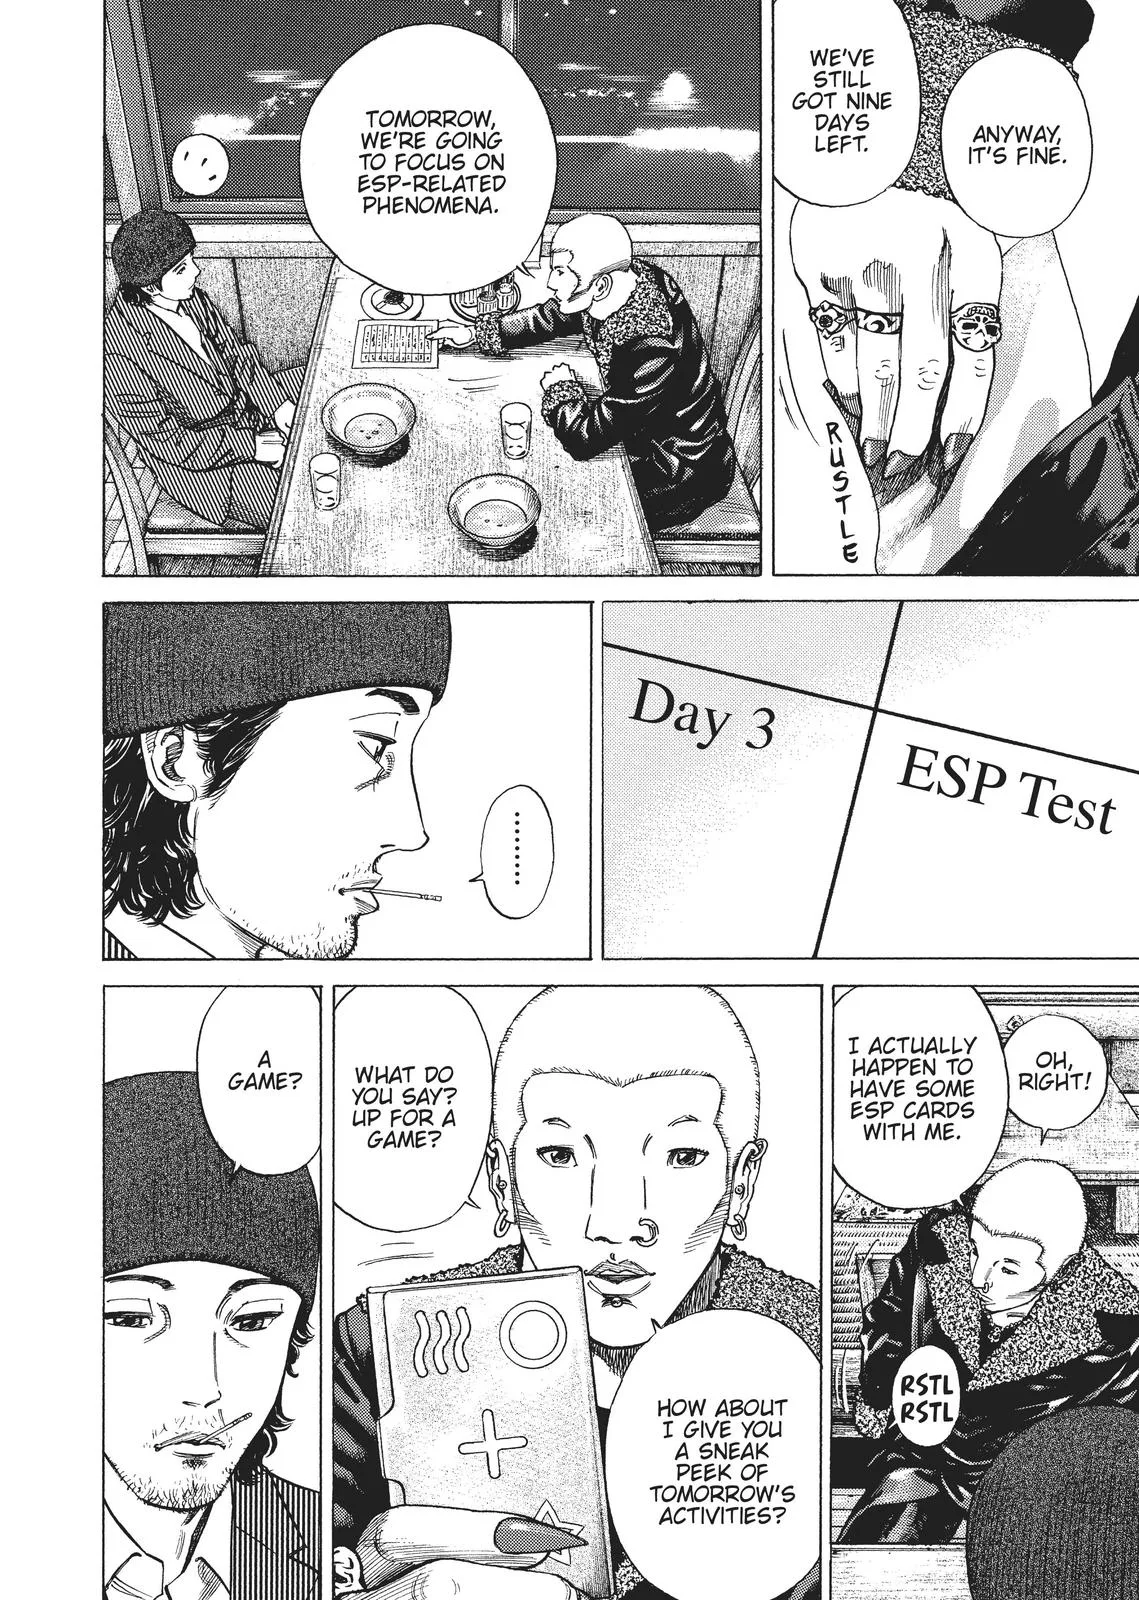 ANYWAY,
IT'S FINE.
WE'VE
STILL
GOT NINE
DAYS
LEFT.
RUSTLE
TOMORROW,
WE'RE GOING
TO FOCUS ON
ESP-RELATED
PHENOMENA.
Day 3
ESP Test
........
OH,
RIGHT!
I ACTUALLY
HAPPEN TO
HAVE SOME
ESP CARDS
WITH ME.
RSTL
RSTL
WHAT DO
YOU SAY?
UP FOR A
GAME?
HOW ABOUT
I GIVE YOU
A SNEAK
PEEK OF
TOMORROW'S
ACTIVITIES?
A
GAME?